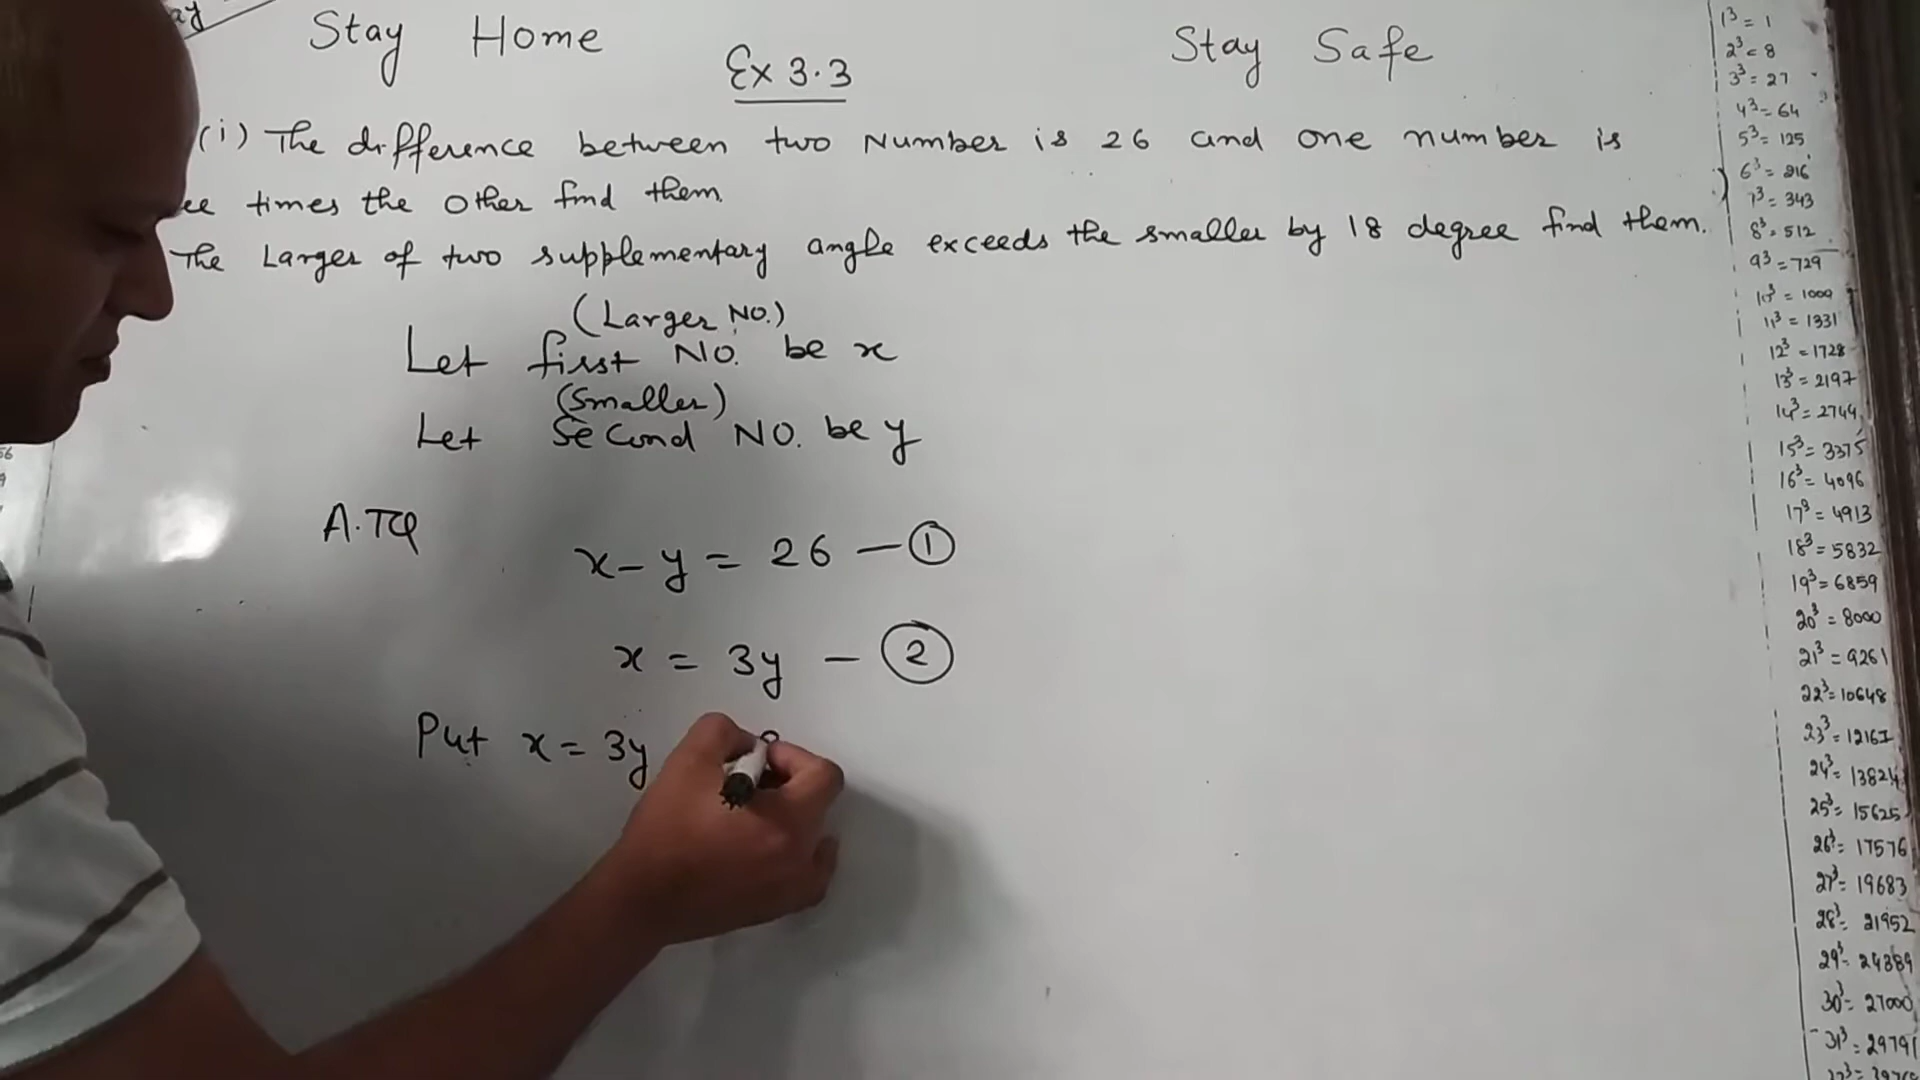 Stay Home Stay Safe
Ex 3.3
(i) The difference between two Number is 26 and one number is
times the other find them.
The Larger of two supplementary angle exceeds the smaller by 18 degree find them.
(Larger NO.)
Let first NO. be x
(Smaller)
Let Second NO. be y
A.TQ
x - y = 26 — ①
x = 3y — ②
Put x = 3y
1³ = 1
2³ = 8
3³ = 27
4³ = 64
5³ = 125
6³ = 216
7³ = 343
8³ = 512
9³ = 729
10³ = 1000
11³ = 1331
12³ = 1728
13³ = 2197
14³ = 2744
15³ = 3375
16³ = 4096
17³ = 4913
18³ = 5832
19³ = 6859
20³ = 8000
21³ = 9261
22³ = 10648
23³ = 12167
24³ = 13824
25³ = 15625
26³ = 17576
27³ = 19683
28³ = 21952
29³ = 24389
30³ = 27000
31³ = 29791